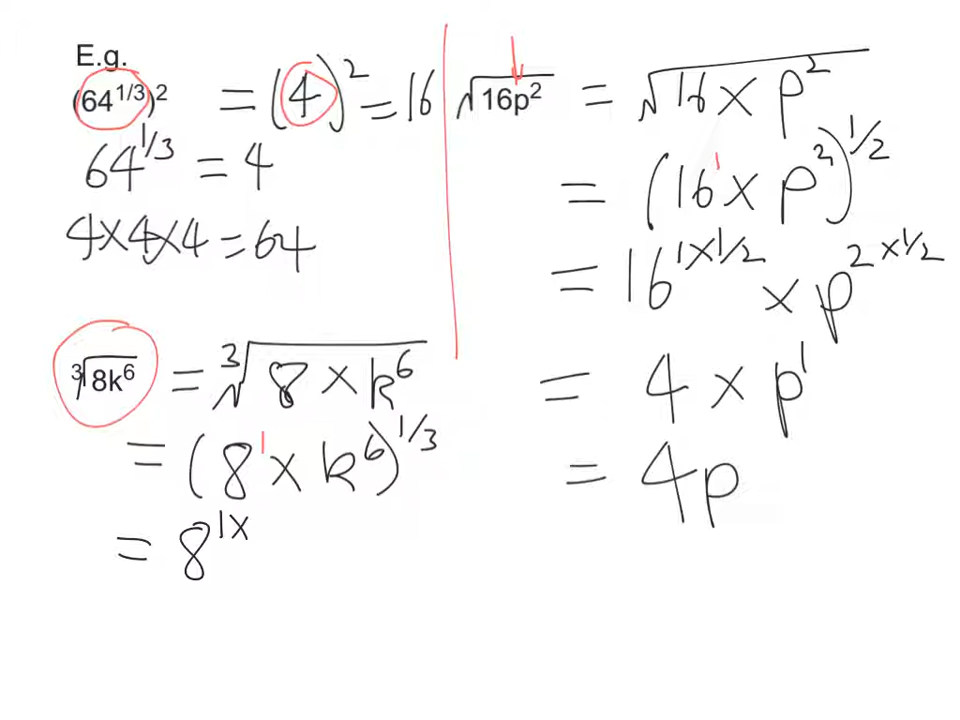 E.g.
(64^1/3)^2 = (4)^2 = 16
64^1/3 = 4
4×4×4 = 64
∛8k^6 = ∛8 × k^6
= (8^1 × k^6)^1/3
= 8^1×
√16p^2 = √16 × p^2
= (16^1 × p^2)^1/2
= 16^1×1/2 × p^2×1/2
= 4 × p^1
= 4p